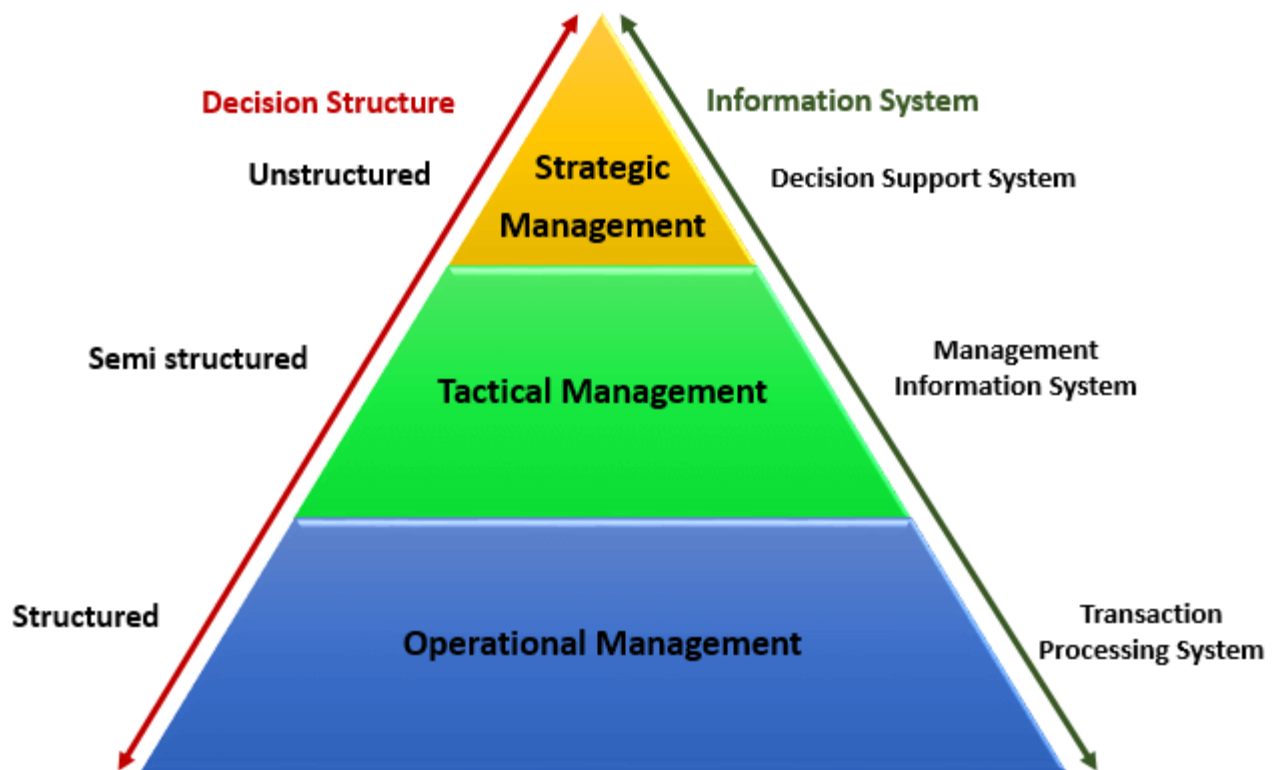 Decision Structure
Information System
Unstructured
Strategic
Management
Decision Support System
Semi structured
Tactical Management
Management
Information System
Structured
Operational Management
Transaction
Processing System